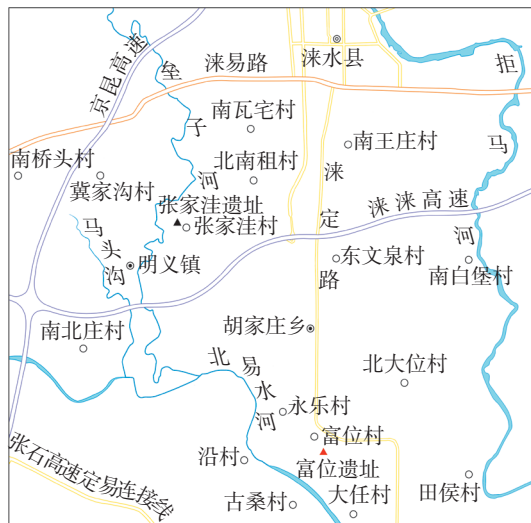 京昆高速
垒子河
涞易路
涞水县
拒马河
南瓦宅村
南王庄村
南桥头村
冀家沟村
北南租村
涞定路
涞涞高速
张家洼遗址
张家洼村
马头沟
明义镇
东文泉村
南白堡村
南北庄村
胡家庄乡
北易水河
北大位村
永乐村
富位村
富位遗址
沿村
张石高速定易连接线
古桑村
大任村
田侯村